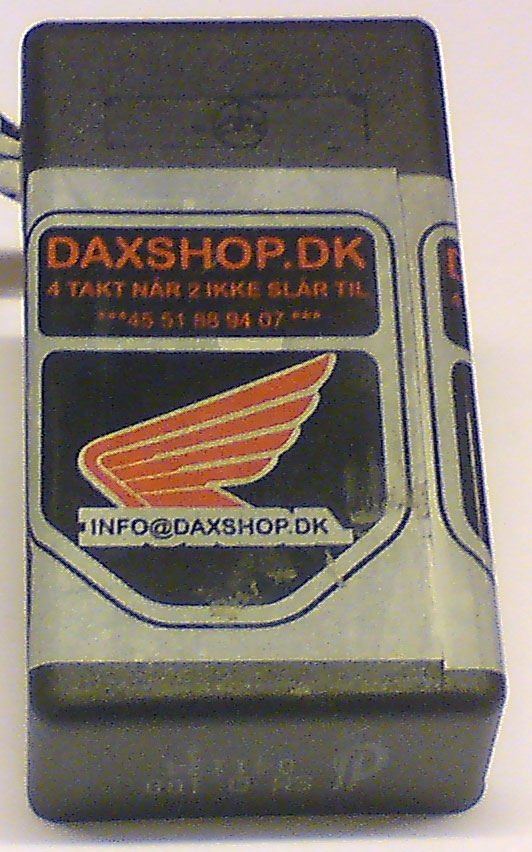 DAXSHOP.DK
4 TAKT NÅR 2 IKKE SLÅR TIL
***45 51 88 94 07 ***
INFO@DAXSHOP.DK